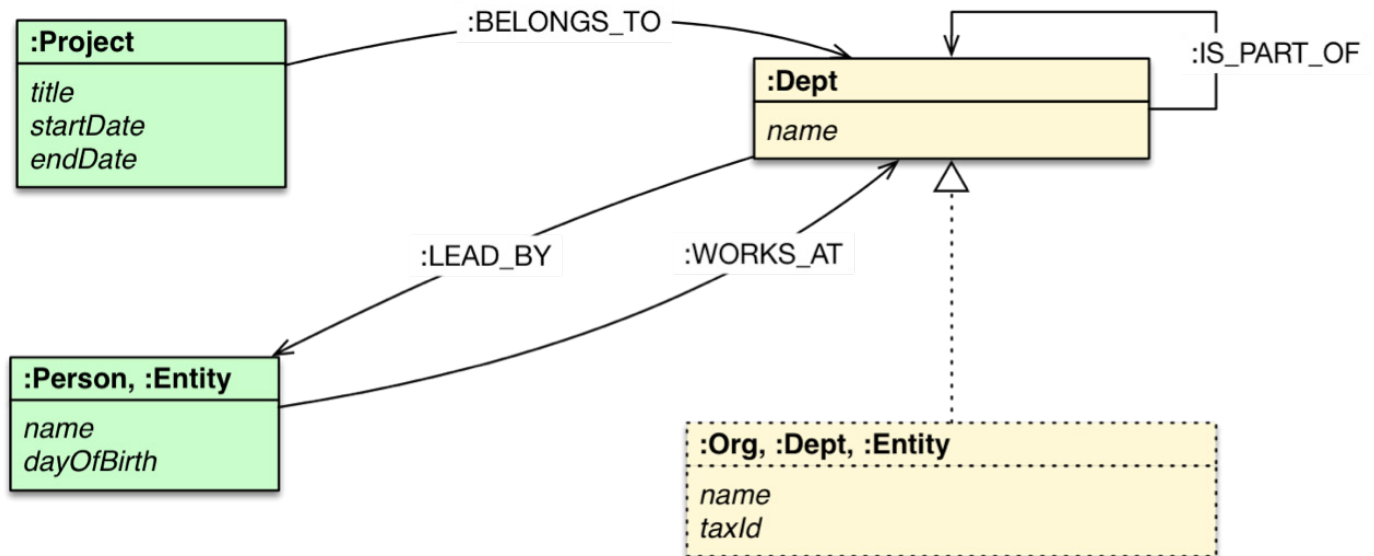 :BELONGS_TO
:Project
title
startDate
endDate
:IS_PART_OF
:Dept
name
:LEAD_BY
:WORKS_AT
:Person, :Entity
name
dayOfBirth
:Org, :Dept, :Entity
name
taxId